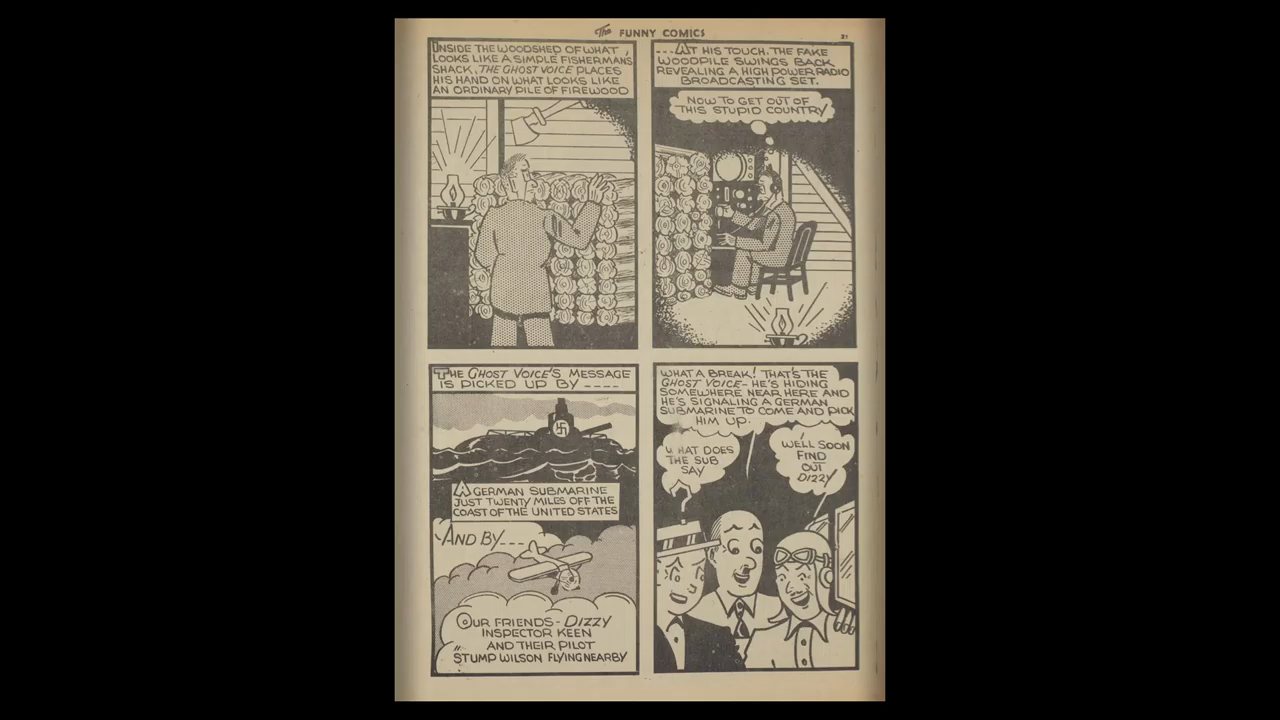 The FUNNY COMICS
21
INSIDE THE WOODSHED OF WHAT
LOOKS LIKE A SIMPLE FISHERMAN'S
SHACK, THE GHOST VOICE PLACES
HIS HAND ON WHAT LOOKS LIKE
AN ORDINARY PILE OF FIREWOOD
---AT HIS TOUCH. THE FAKE
WOODPILE SWINGS BACK
REVEALING A HIGH POWER RADIO
BROADCASTING SET.
NOW TO GET OUT OF
THIS STUPID COUNTRY
THE GHOST VOICE'S MESSAGE
IS PICKED UP BY ----
A GERMAN SUBMARINE
JUST TWENTY MILES OFF THE
COAST OF THE UNITED STATES
AND BY---
OUR FRIENDS - DIZZY
INSPECTOR KEEN
AND THEIR PILOT
STUMP WILSON FLYING NEARBY
WHAT A BREAK! THAT'S THE
GHOST VOICE - HE'S HIDING
SOMEWHERE NEAR HERE AND
HE'S SIGNALING A GERMAN
SUBMARINE TO COME AND PICK
HIM UP.
WHAT DOES
THE SUB
SAY
?
WE'LL SOON
FIND
OUT
DIZZY